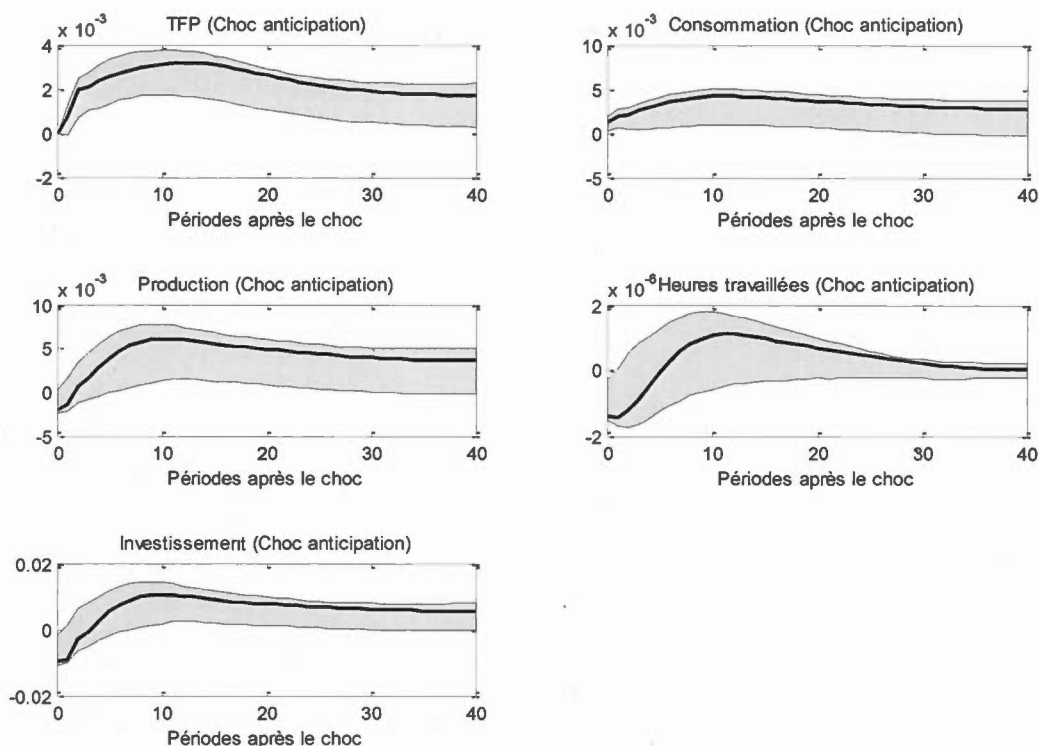 TFP (Choc anticipation)
x 10⁻³
4
2
0
-2
0 10 20 30 40
Périodes après le choc
Consommation (Choc anticipation)
x 10⁻³
10
5
0
-5
0 10 20 30 40
Périodes après le choc
Production (Choc anticipation)
x 10⁻³
10
5
0
-5
0 10 20 30 40
Périodes après le choc
x 10⁻⁶ Heures travaillées (Choc anticipation)
2
0
-2
0 10 20 30 40
Périodes après le choc
Investissement (Choc anticipation)
0.02
0
-0.02
0 10 20 30 40
Périodes après le choc